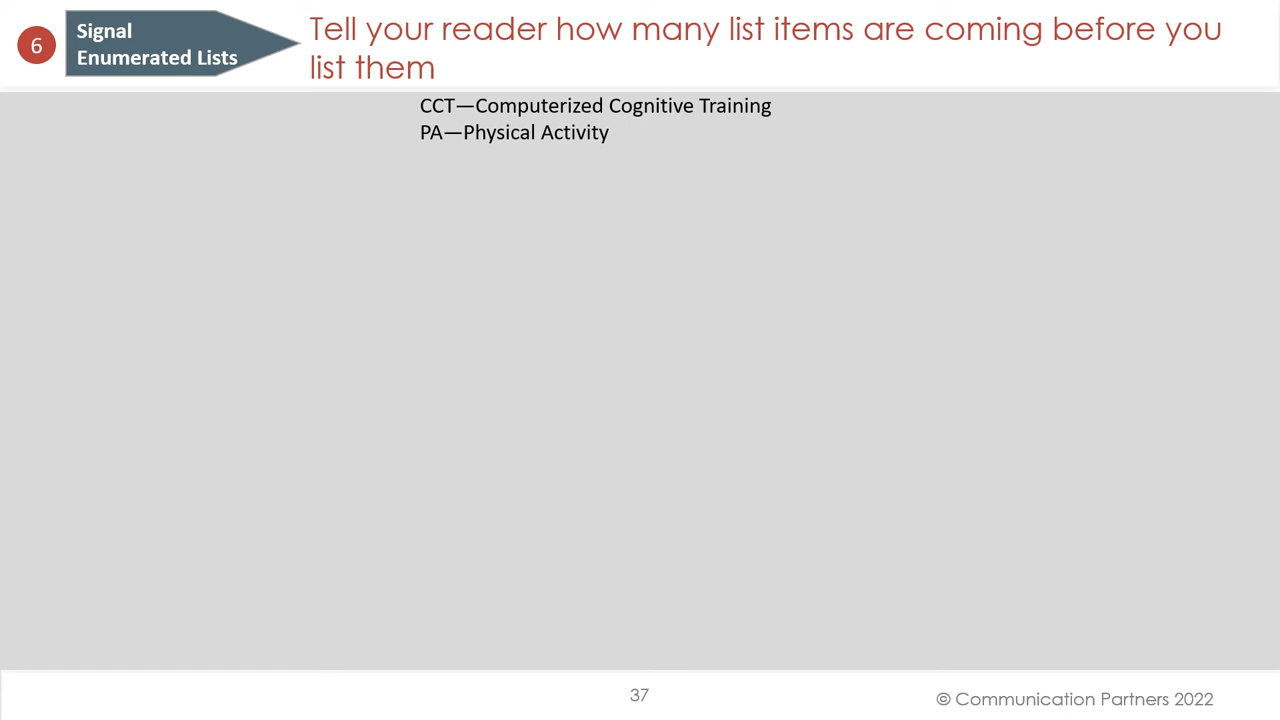 6
Signal
Enumerated Lists
Tell your reader how many list items are coming before you
list them
CCT—Computerized Cognitive Training
PA—Physical Activity
37
© Communication Partners 2022